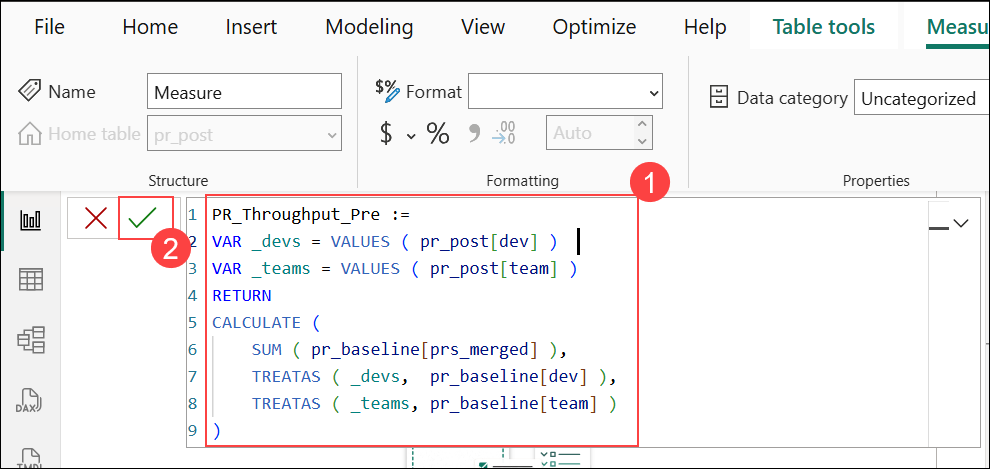 File Home Insert Modeling View Optimize Help Table tools Measu
Name Measure
Home table pr_post
Structure
$% Format
$ % 9 .00 Auto
Formatting
Data category Uncategorized
Properties
1
2
1 PR_Throughput_Pre :=
2 VAR _devs = VALUES ( pr_post[dev] )
3 VAR _teams = VALUES ( pr_post[team] )
4 RETURN
5 CALCULATE (
6 SUM ( pr_baseline[prs_merged] ),
7 TREATAS ( _devs, pr_baseline[dev] ),
8 TREATAS ( _teams, pr_baseline[team] )
9 )
DAX
TMDL